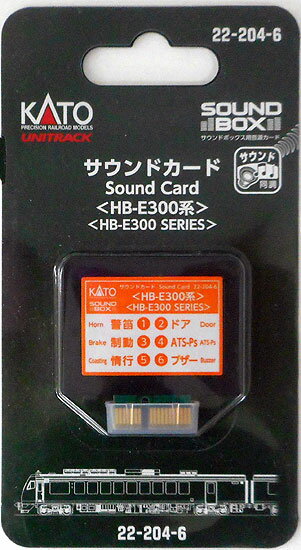 22-204-6
KATO
PRECISION RAILROAD MODELS
UNITRACK
SOUND
BOX
サウンドボックス用音源カード
サウンド
同調
サウンドカード
Sound Card
<HB-E300系>
<HB-E300 SERIES>
KATO サウンドカード Sound Card 22-204-6
SOUND BOX <HB-E300系>
<HB-E300 SERIES>
Horn 警笛 1 2 ドア Door
Brake 制動 3 4 ATS-Ps ATS-Ps
Coasting 惰行 5 6 ブザー Buzzer
22-204-6